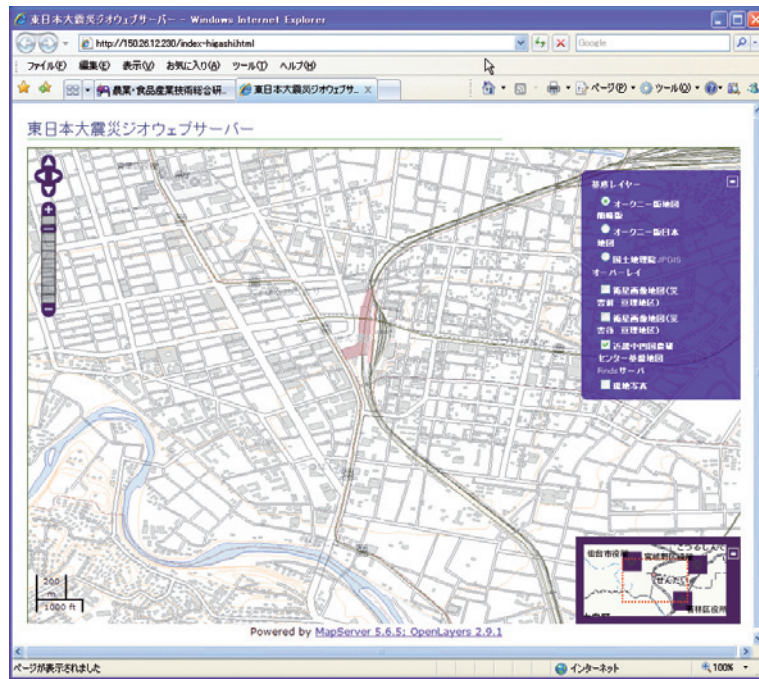 東日本大震災ジオウェブサーバー - Windows Internet Explorer
http://150.26.12.230/index-higashi.html
Google
ファイル(F) 編集(E) 表示(V) お気に入り(A) ツール(T) ヘルプ(H)
農業・食品産業技術総合研...
東日本大震災ジオウェブサ... ×
ページ(P) ツール(O)
東日本大震災ジオウェブサーバー
基底レイヤー
オークニー版地図
簡略版
オークニー版日本
地図
国土地理院 JPGIS
オーバーレイ
衛星画像地図(災
害前 亘理地区)
衛星画像地図(災
害後 亘理地区)
近畿中四国農研
センター基盤地図
Findsサーバ
現地写真
仙台市役所
宮城野区役所
せんだい
若林区役所
200
m
1000 ft
Powered by MapServer 5.6.5; OpenLayers 2.9.1
ページが表示されました
インターネット
100%